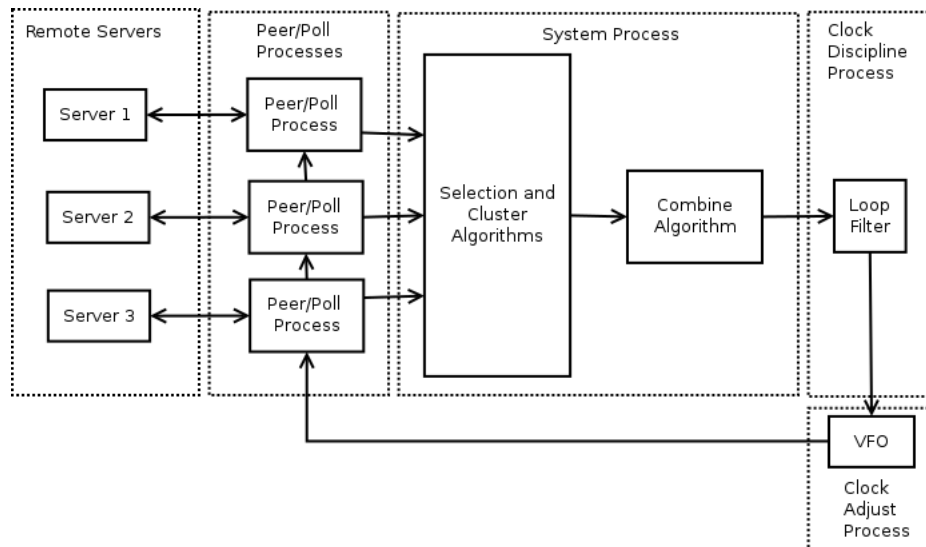 Remote Servers
Server 1
Server 2
Server 3
Peer/Poll
Processes
Peer/Poll
Process
Peer/Poll
Process
Peer/Poll
Process
System Process
Selection and
Cluster
Algorithms
Combine
Algorithm
Clock
Discipline
Process
Loop
Filter
VFO
Clock
Adjust
Process